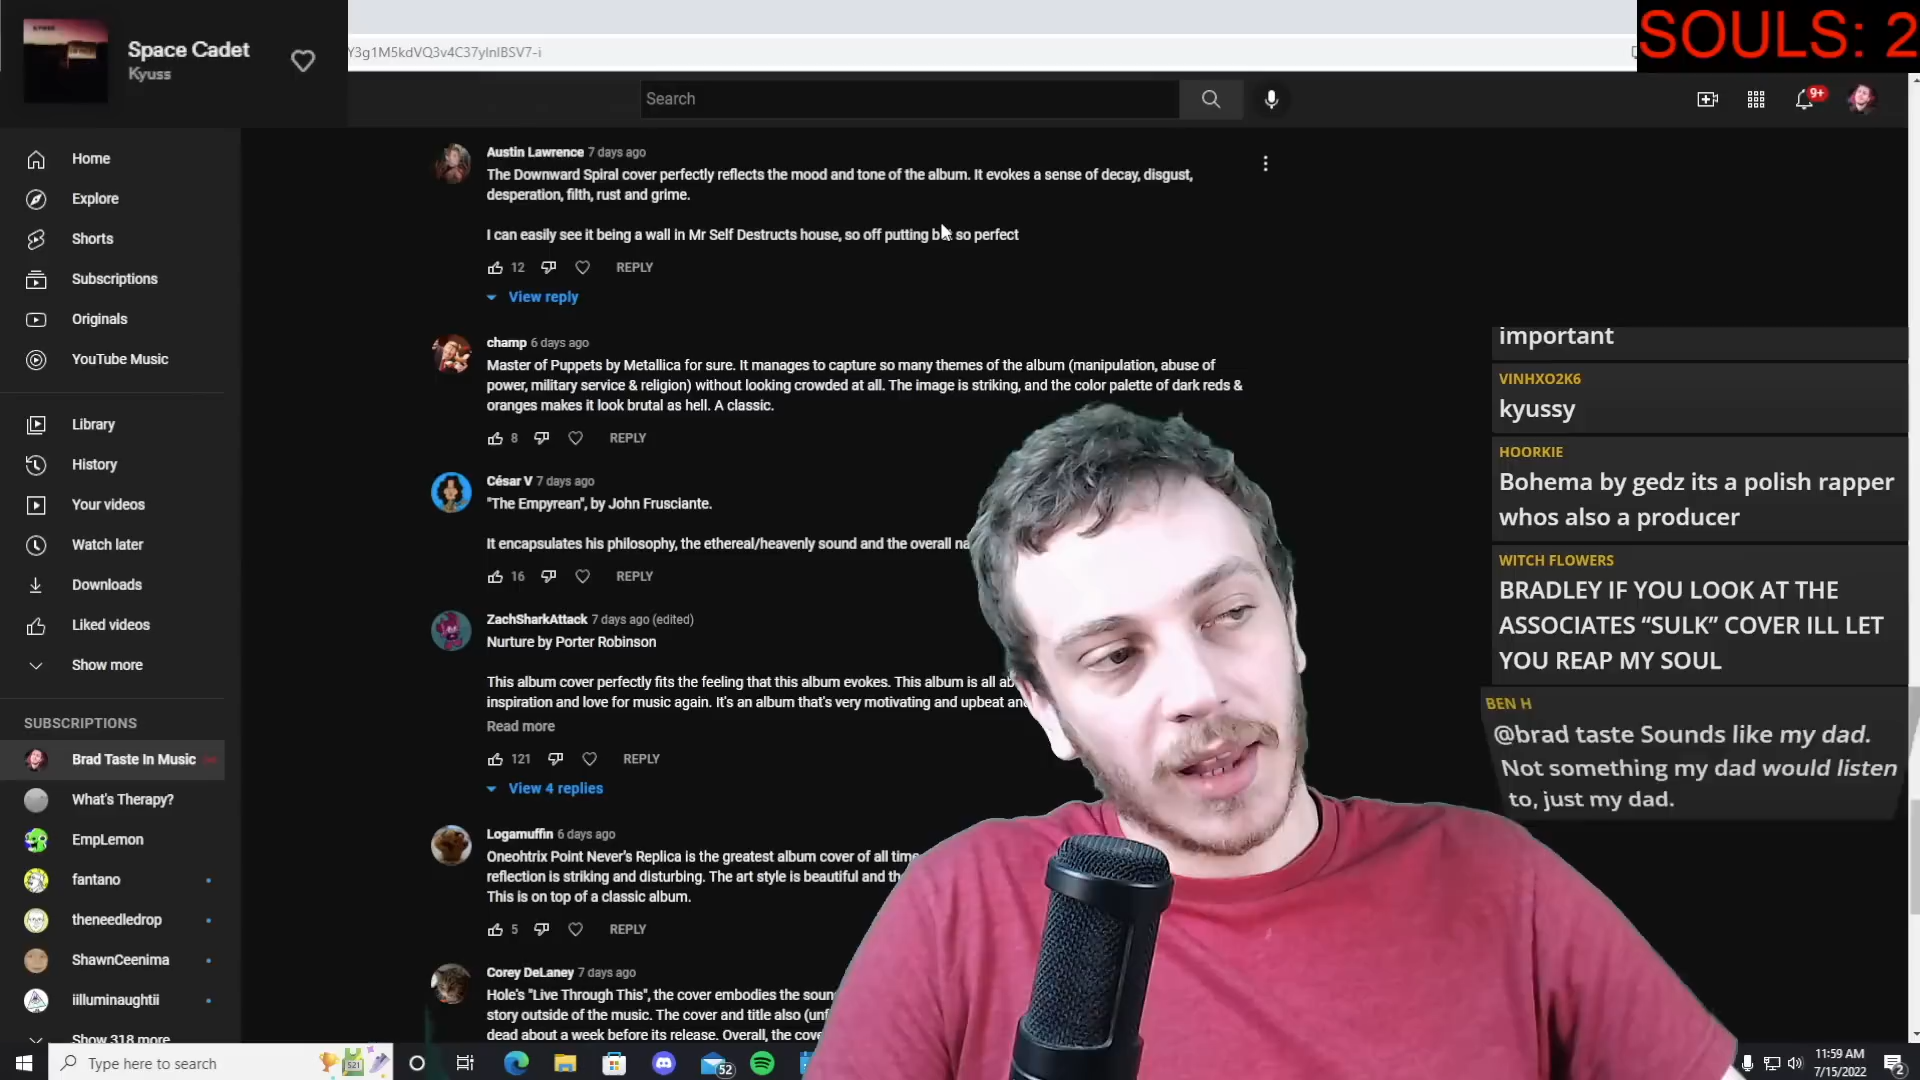 Space Cadet
Kyuss
Y3g1M5kdVQ3v4C37yInIBSV7-i
SOULS: 2
Search
9+
Home
Explore
Shorts
Subscriptions
Originals
YouTube Music
Library
History
Your videos
Watch later
Downloads
Liked videos
Show more
SUBSCRIPTIONS
Brad Taste In Music
What's Therapy?
EmpLemon
fantano
theneedledrop
ShawnCeenima
iilluminaughtii
Show 318 more
Austin Lawrence 7 days ago
The Downward Spiral cover perfectly reflects the mood and tone of the album. It evokes a sense of decay, disgust,
desperation, filth, rust and grime.
I can easily see it being a wall in Mr Self Destructs house, so off putting but so perfect
12 REPLY
View reply
champ 6 days ago
Master of Puppets by Metallica for sure. It manages to capture so many themes of the album (manipulation, abuse of
power, military service & religion) without looking crowded at all. The image is striking, and the color palette of dark reds &
oranges makes it look brutal as hell. A classic.
8 REPLY
César V 7 days ago
"The Empyrean", by John Frusciante.
It encapsulates his philosophy, the ethereal/heavenly sound and the overall
16 REPLY
ZachSharkAttack 7 days ago (edited)
Nurture by Porter Robinson
This album cover perfectly fits the feeling that this album evokes. This album is all
inspiration and love for music again. It's an album that's very motivating and upbeat
Read more
121 REPLY
View 4 replies
Logamuffin 6 days ago
Oneohtrix Point Never's Replica is the greatest album cover of all time
reflection is striking and disturbing. The art style is beautiful and
This is on top of a classic album.
5 REPLY
Corey DeLaney 7 days ago
Hole's "Live Through This", the cover embodies the
story outside of the music. The cover and title also
dead about a week before its release. Overall, the
important
VINHXO2K6
kyussy
HOORKIE
Bohema by gedz its a polish rapper
whos also a producer
WITCH FLOWERS
BRADLEY IF YOU LOOK AT THE
ASSOCIATES “SULK” COVER ILL LET
YOU REAP MY SOUL
BEN H
@brad taste Sounds like my dad.
Not something my dad would listen
to, just my dad.
Type here to search
52
11:59 AM
7/15/2022
2